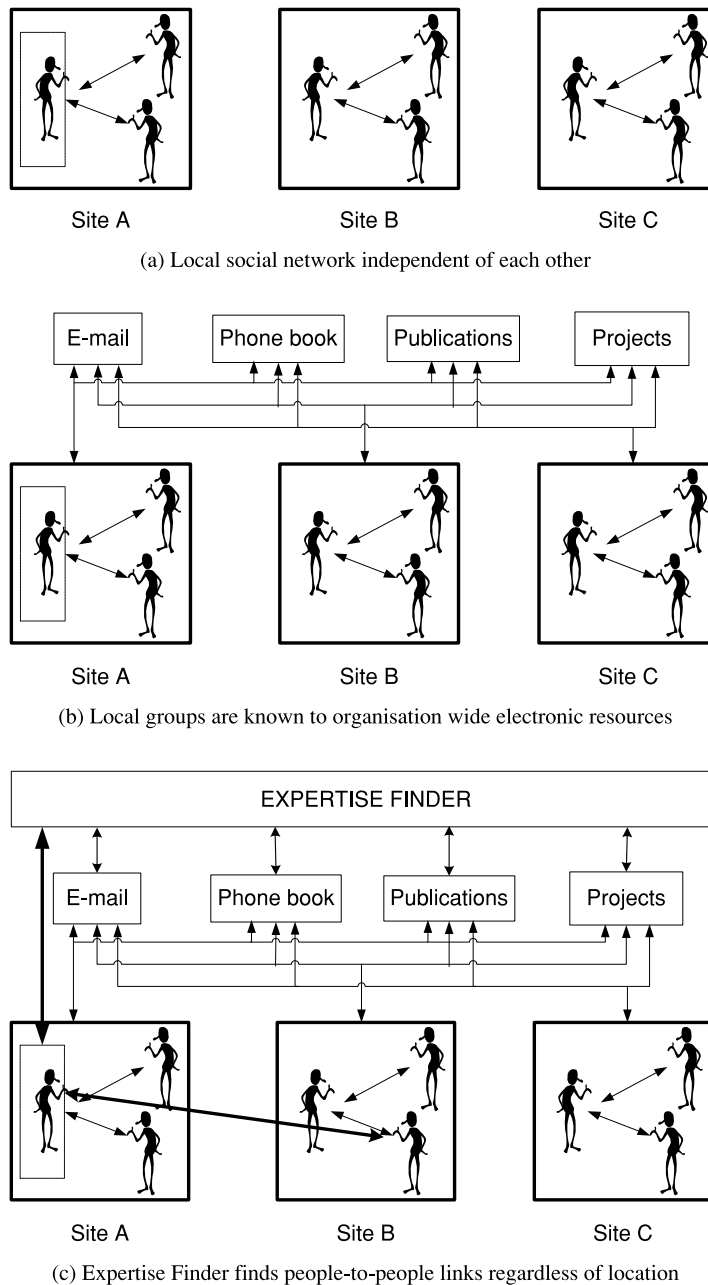 Site A Site B Site C
(a) Local social network independent of each other
E-mail Phone book Publications Projects
Site A Site B Site C
(b) Local groups are known to organisation wide electronic resources
EXPERTISE FINDER
E-mail Phone book Publications Projects
Site A Site B Site C
(c) Expertise Finder finds people-to-people links regardless of location